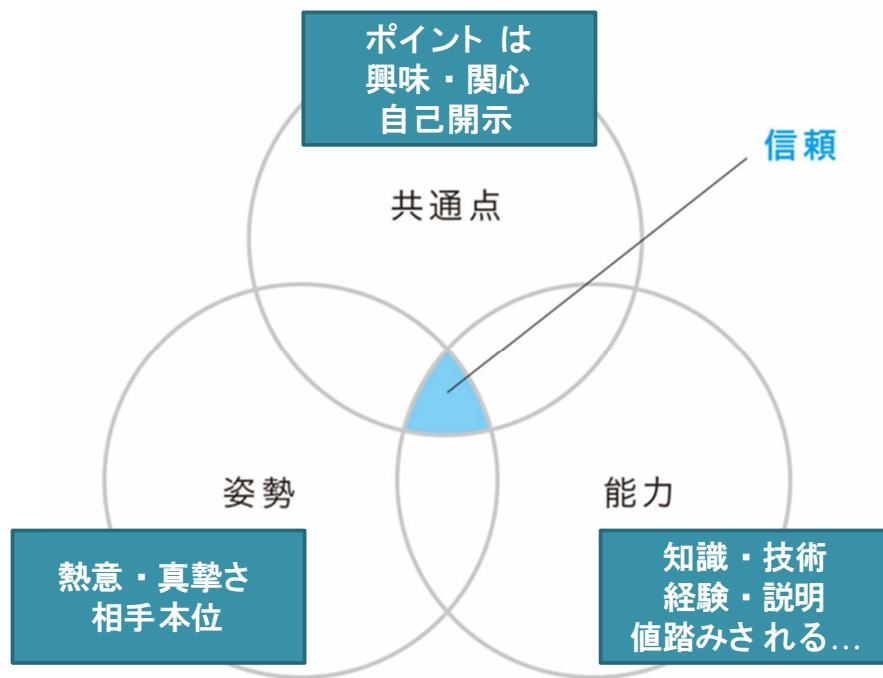 ポイント は
興味・関心
自己開示
信頼
共通点
姿勢
能力
熱意・真摯さ
相手本位
知識・技術
経験・説明
値踏みされる…